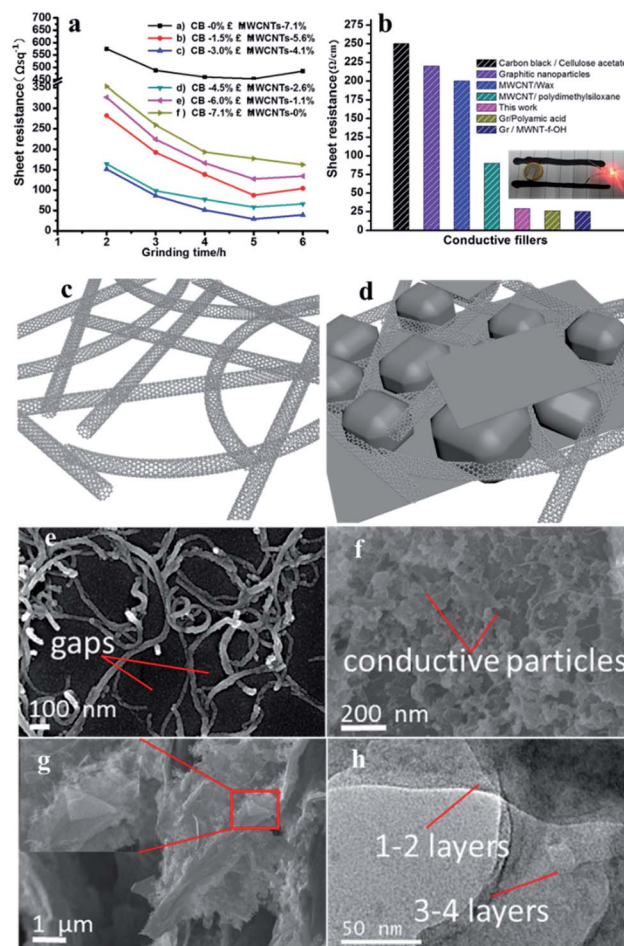 a
a) CB -0%￡ MWCNTs-7.1%
b) CB -1.5%￡ MWCNTs-5.6%
c) CB -3.0%￡ MWCNTs-4.1%
d) CB -4.5%￡ MWCNTs-2.6%
e) CB -6.0%￡ MWCNTs-1.1%
f) CB -7.1%￡ MWCNTs-0%
Sheet resistance (Ωsq⁻¹)
700
650
600
550
500
450
350
300
250
200
150
100
50
0
1 2 3 4 5 6
Grinding time/h
b
Carbon black / Cellulose acetate
Graphitic nanoparticles
MWCNT/Wax
MWCNT/ polydimethylsiloxane
This work
Gr/Polyamic acid
Gr / MWNT-f-OH
Sheet resistance(Ω/cm)
275
250
225
200
175
150
125
100
75
50
25
0
Conductive fillers
c
d
e
gaps
100 nm
f
conductive particles
200 nm
g
1 μm
h
1-2 layers
3-4 layers
50 nm